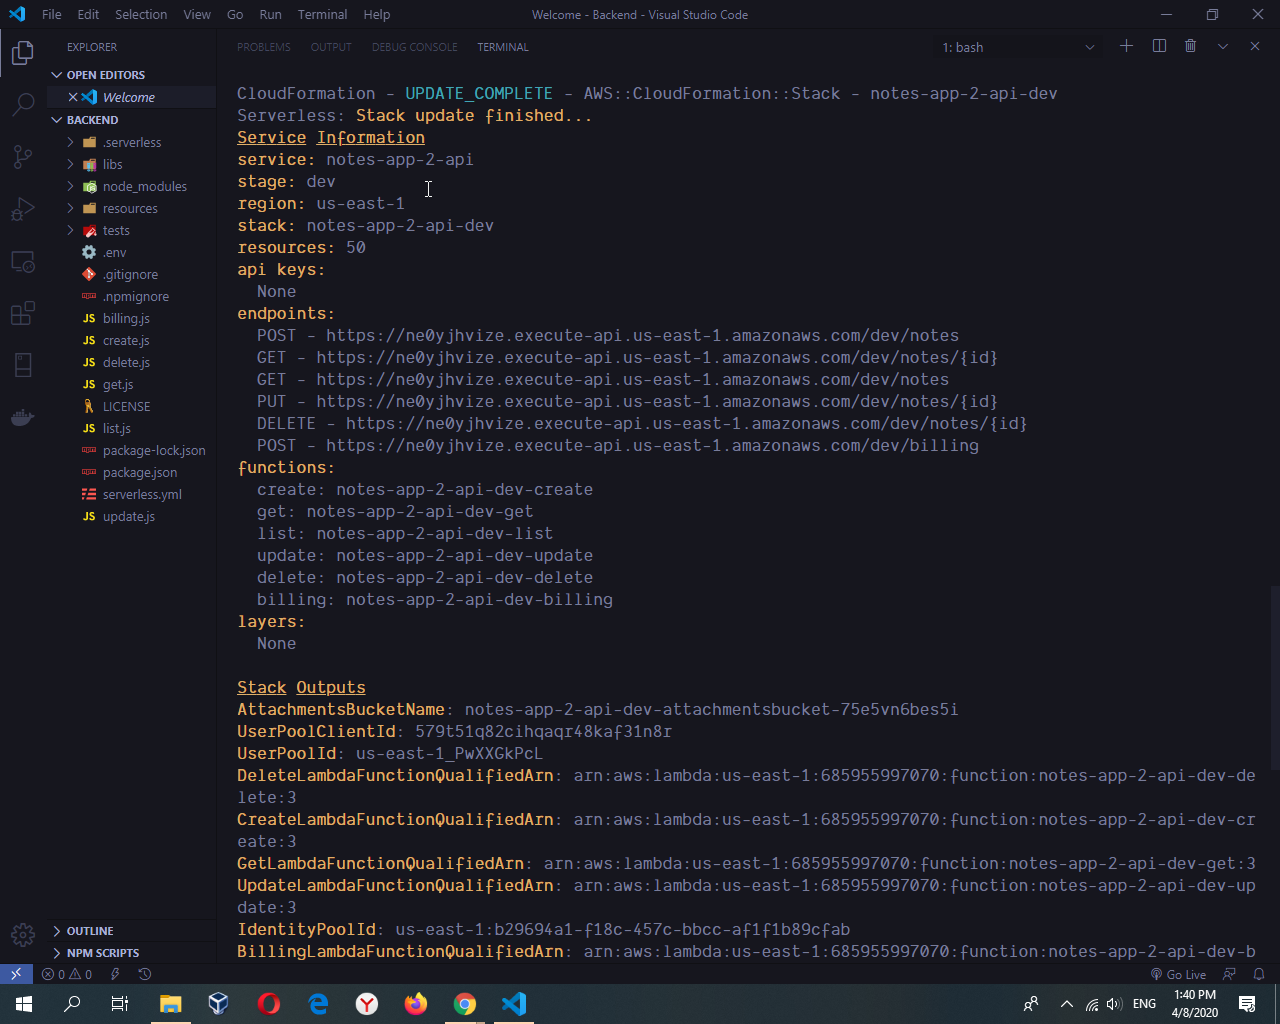 File Edit Selection View Go Run Terminal Help
Welcome - Backend - Visual Studio Code
EXPLORER
OPEN EDITORS
Welcome
BACKEND
.serverless
libs
node_modules
resources
tests
.env
.gitignore
.npmignore
JS billing.js
JS create.js
JS delete.js
JS get.js
LICENSE
JS list.js
package-lock.json
package.json
serverless.yml
JS update.js
OUTLINE
NPM SCRIPTS
PROBLEMS OUTPUT DEBUG CONSOLE TERMINAL
1: bash
CloudFormation - UPDATE_COMPLETE - AWS::CloudFormation::Stack - notes-app-2-api-dev
Serverless: Stack update finished...
Service Information
service: notes-app-2-api
stage: dev
region: us-east-1
stack: notes-app-2-api-dev
resources: 50
api keys:
None
endpoints:
POST - https://ne0yjhvize.execute-api.us-east-1.amazonaws.com/dev/notes
GET - https://ne0yjhvize.execute-api.us-east-1.amazonaws.com/dev/notes/{id}
GET - https://ne0yjhvize.execute-api.us-east-1.amazonaws.com/dev/notes
PUT - https://ne0yjhvize.execute-api.us-east-1.amazonaws.com/dev/notes/{id}
DELETE - https://ne0yjhvize.execute-api.us-east-1.amazonaws.com/dev/notes/{id}
POST - https://ne0yjhvize.execute-api.us-east-1.amazonaws.com/dev/billing
functions:
create: notes-app-2-api-dev-create
get: notes-app-2-api-dev-get
list: notes-app-2-api-dev-list
update: notes-app-2-api-dev-update
delete: notes-app-2-api-dev-delete
billing: notes-app-2-api-dev-billing
layers:
None
Stack Outputs
AttachmentsBucketName: notes-app-2-api-dev-attachmentsbucket-75e5vn6bes5i
UserPoolClientId: 579t51q82cihqaqr48kaf31n8r
UserPoolId: us-east-1_PwXXGkPcL
DeleteLambdaFunctionQualifiedArn: arn:aws:lambda:us-east-1:685955997070:function:notes-app-2-api-dev-de
lete:3
CreateLambdaFunctionQualifiedArn: arn:aws:lambda:us-east-1:685955997070:function:notes-app-2-api-dev-cr
eate:3
GetLambdaFunctionQualifiedArn: arn:aws:lambda:us-east-1:685955997070:function:notes-app-2-api-dev-get:3
UpdateLambdaFunctionQualifiedArn: arn:aws:lambda:us-east-1:685955997070:function:notes-app-2-api-dev-up
date:3
IdentityPoolId: us-east-1:b29694a1-f18c-457c-bbcc-af1f1b89cfab
BillingLambdaFunctionQualifiedArn: arn:aws:lambda:us-east-1:685955997070:function:notes-app-2-api-dev-b
0 0
Go Live
ENG
1:40 PM
4/8/2020